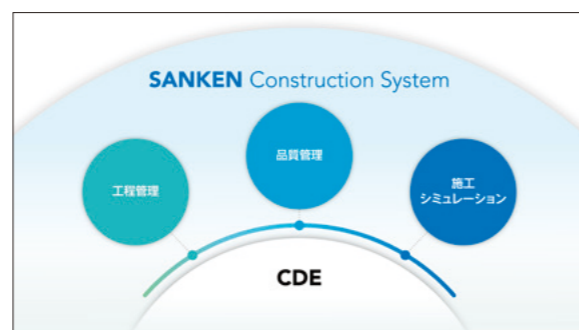 SANKEN Construction System
品質管理
工程管理
施工
シミュレーション
CDE